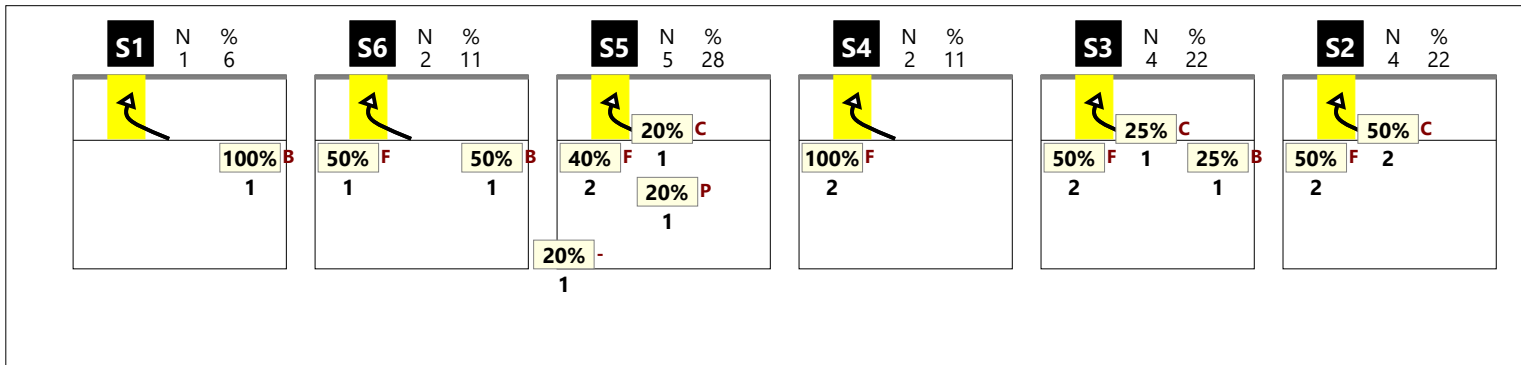 S1 N % 1 6
S6 N % 2 11
S5 N % 5 28
S4 N % 2 11
S3 N % 4 22
S2 N % 4 22
100% B
1
50% F
1
50% B
1
20% C
1
40% F
2
20% P
1
20% -
1
100% F
2
25% C
1
50% F
2
25% B
1
50% C
2
50% F
2